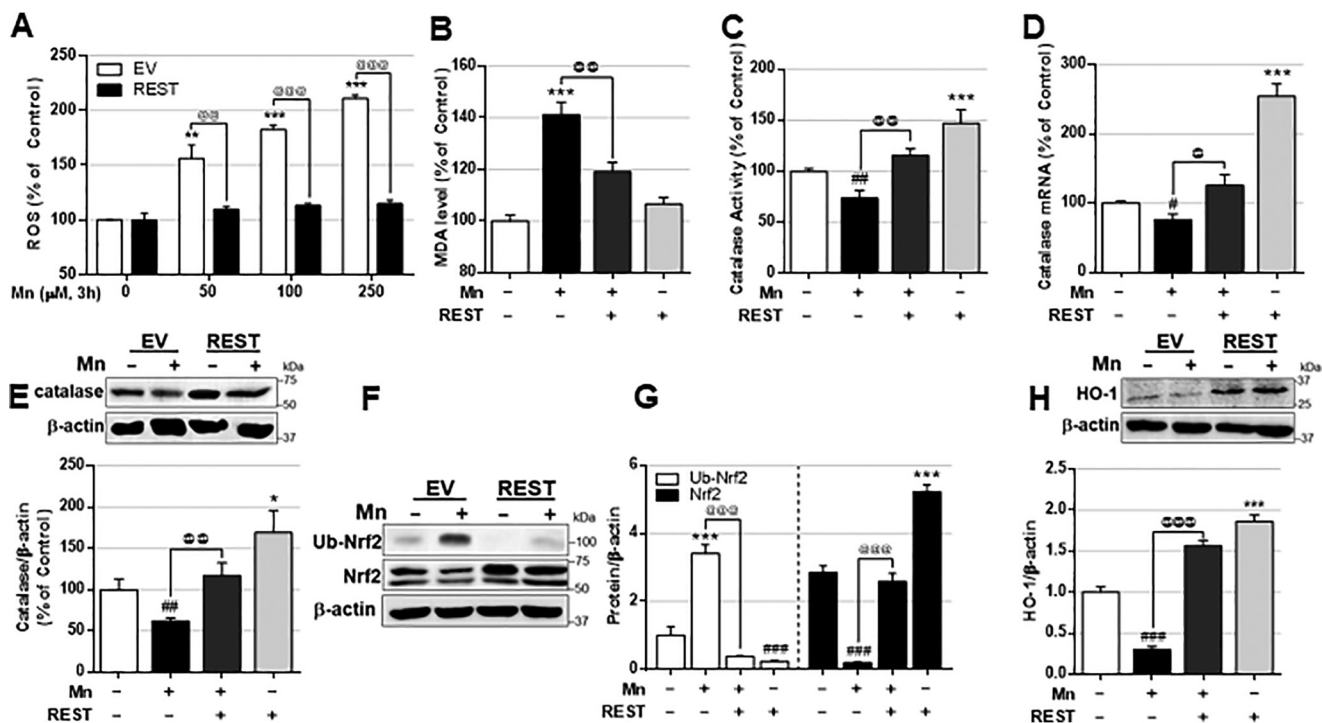 A
250
200
150
100
50
ROS (% of Control)
EV
REST
** @@
*** @@@
*** @@@
Mn (µM, 3h) 0 50 100 250
B
160
140
120
100
80
MDA level (% of Control)
*** @@
Mn – + + –
REST – – + +
C
200
150
100
50
0
Catalase Activity (% of Control)
## @@ ***
Mn – + + –
REST – – + +
D
300
200
100
0
Catalase mRNA (% of Control)
# @ ***
Mn – + + –
REST – – + +
E
EV REST
Mn – + – + kDa
catalase 75
50
β-actin 37
250
200
150
100
50
0
Catalase/β-actin
(% of Control)
## @@ *
Mn – + + –
REST – – + +
F
EV REST
Mn – + – + kDa
Ub-Nrf2 100
Nrf2 75
50
β-actin 37
G
6
4
2
0
Protein/β-actin
Ub-Nrf2
Nrf2
*** @@@ ### ### @@@ ***
Mn – + + – – + + –
REST – – + + – – + +
H
EV REST
Mn – + – + kDa
HO-1 37
25
β-actin 37
2.0
1.5
1.0
0.5
0.0
HO-1/β-actin
### @@@ ***
Mn – + + –
REST – – + +